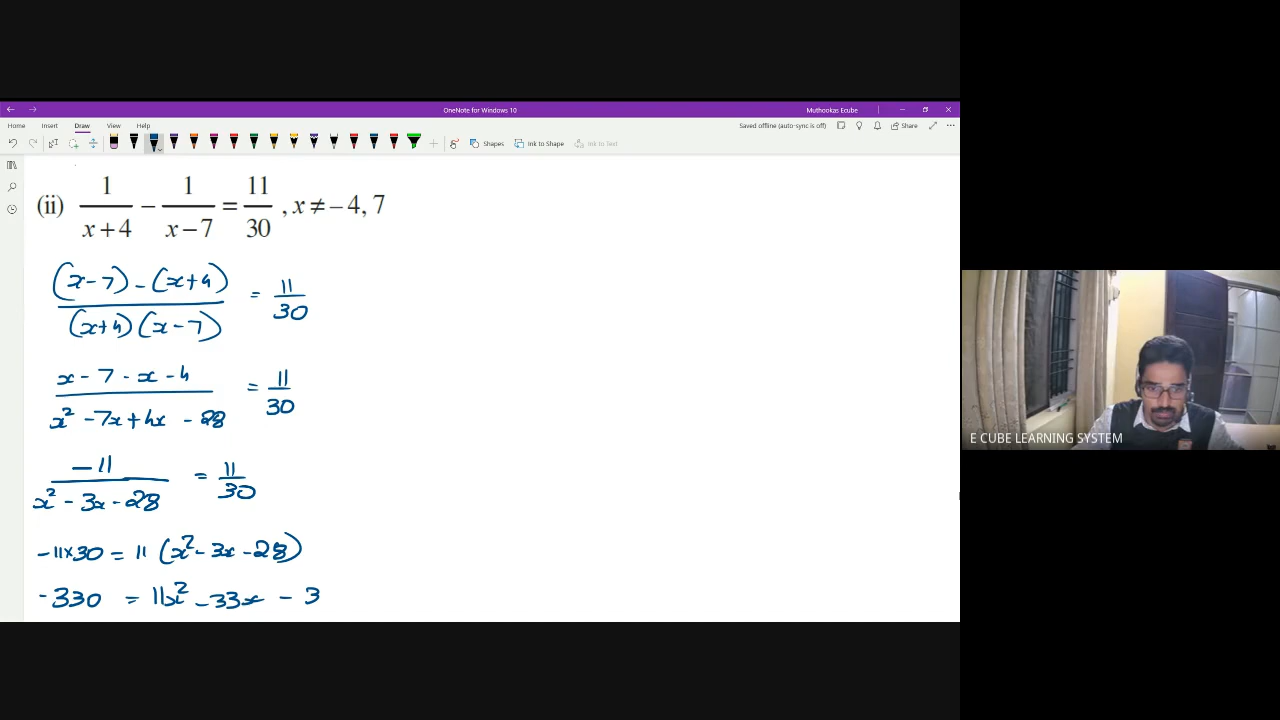 OneNote for Windows 10
Muthookas Ecube
Home Insert Draw View Help
Saved offline (auto-sync is off)
Share
Shapes
Ink to Shape
Ink to Text
(ii) 1/(x+4) − 1/(x−7) = 11/30 , x ≠ – 4, 7
((x-7) - (x+4))/((x+4)(x-7)) = 11/30
(x - 7 - x - 4)/(x² - 7x + 4x - 28) = 11/30
-11/(x² - 3x - 28) = 11/30
-11×30 = 11 (x² - 3x - 28)
-330 = 11x² - 33x - 3
E CUBE LEARNING SYSTEM